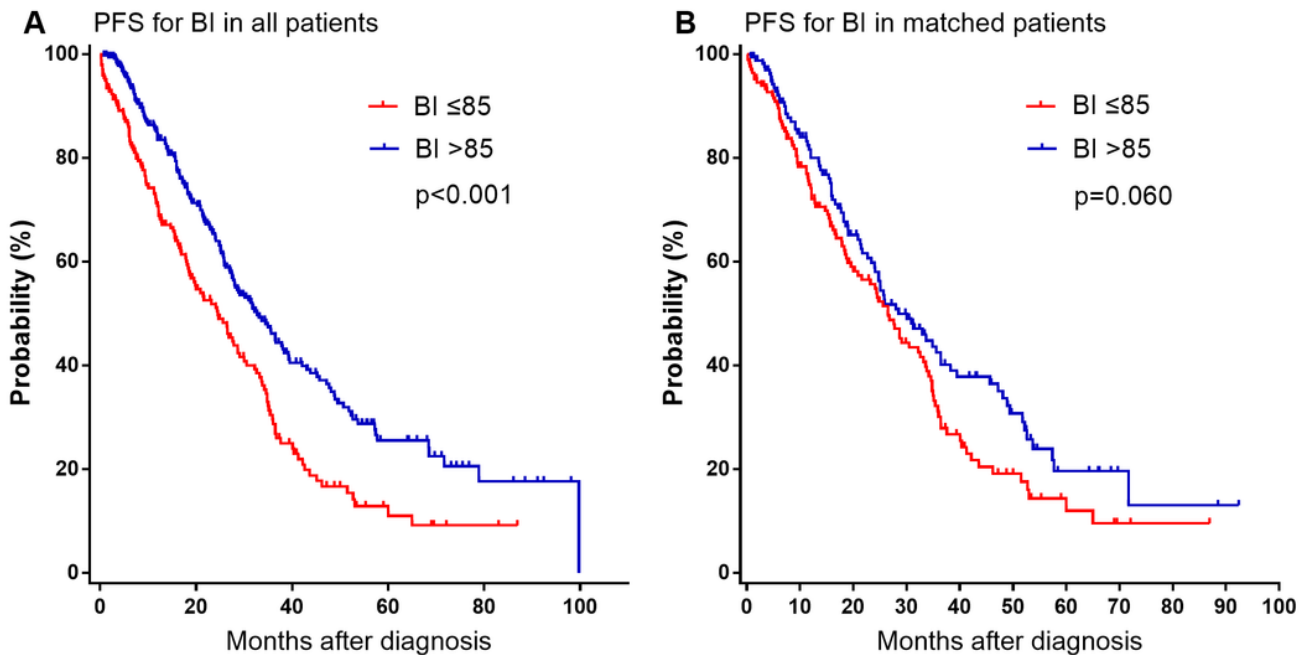 A PFS for BI in all patients
100
80
60
40
20
0
Probability (%)
BI ≤85
BI >85
p<0.001
0 20 40 60 80 100
Months after diagnosis
B PFS for BI in matched patients
100
80
60
40
20
0
Probability (%)
BI ≤85
BI >85
p=0.060
0 10 20 30 40 50 60 70 80 90 100
Months after diagnosis